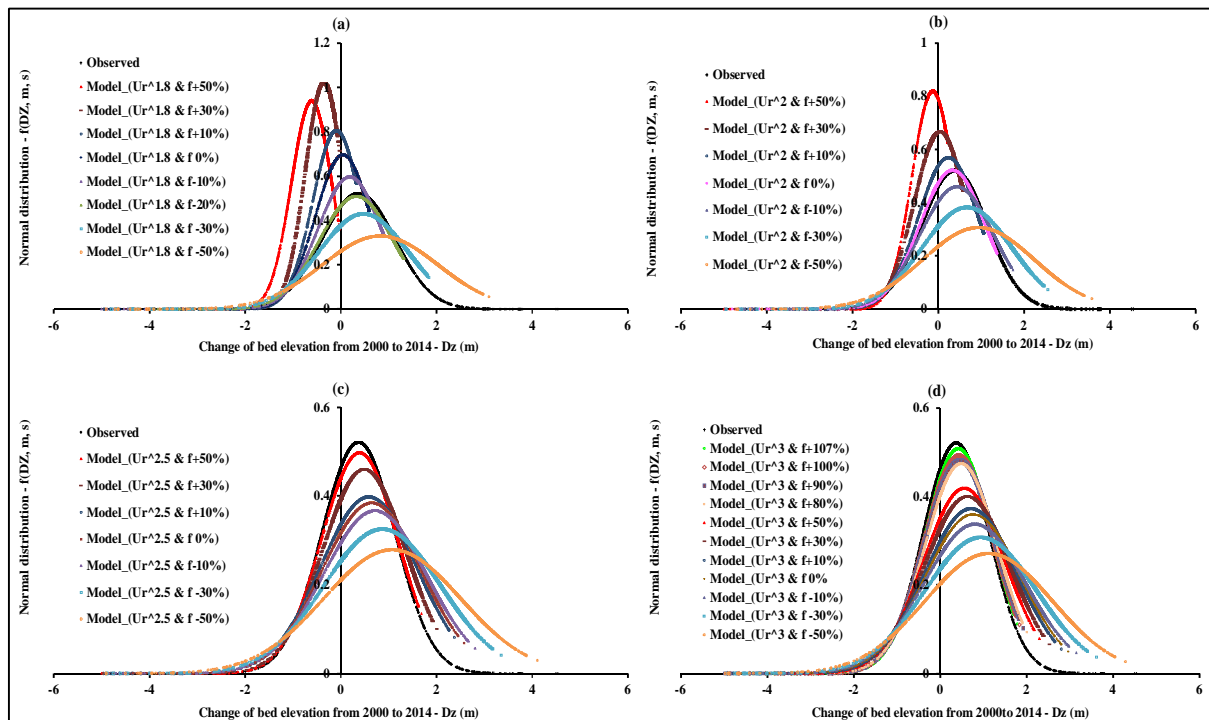 (a)
Normal distribution - f(DZ, m, s)
1.2
1
0.8
0.6
0.4
0.2
0
-6 -4 -2 0 2 4 6
Change of bed elevation from 2000 to 2014 - Dz (m)
Observed
Model_(Ur^1.8 & f+50%)
Model_(Ur^1.8 & f+30%)
Model_(Ur^1.8 & f+10%)
Model_(Ur^1.8 & f 0%)
Model_(Ur^1.8 & f-10%)
Model_(Ur^1.8 & f-20%)
Model_(Ur^1.8 & f -30%)
Model_(Ur^1.8 & f -50%)
(b)
Normal distribution - f(DZ, m, s)
1
0.8
0.6
0.4
0.2
0
-6 -4 -2 0 2 4 6
Change of bed elevation from 2000 to 2014 - Dz (m)
Observed
Model_(Ur^2 & f+50%)
Model_(Ur^2 & f+30%)
Model_(Ur^2 & f+10%)
Model_(Ur^2 & f 0%)
Model_(Ur^2 & f-10%)
Model_(Ur^2 & f-30%)
Model_(Ur^2 & f-50%)
(c)
Normal distribution - f(DZ, m, s)
0.6
0.4
0.2
0
-6 -4 -2 0 2 4 6
Change of bed elevation from 2000 to 2014 - Dz (m)
Observed
Model_(Ur^2.5 & f+50%)
Model_(Ur^2.5 & f+30%)
Model_(Ur^2.5 & f+10%)
Model_(Ur^2.5 & f 0%)
Model_(Ur^2.5 & f-10%)
Model_(Ur^2.5 & f -30%)
Model_(Ur^2.5 & f -50%)
(d)
Normal distribution - f(DZ, m, s)
0.6
0.4
0.2
0
-6 -4 -2 0 2 4 6
Change of bed elevation from 2000to 2014 - Dz (m)
Observed
Model_(Ur^3 & f+107%)
Model_(Ur^3 & f+100%)
Model_(Ur^3 & f+90%)
Model_(Ur^3 & f+80%)
Model_(Ur^3 & f+50%)
Model_(Ur^3 & f+30%)
Model_(Ur^3 & f+10%)
Model_(Ur^3 & f 0%
Model_(Ur^3 & f -10%)
Model_(Ur^3 & f -30%)
Model_(Ur^3 & f -50%)